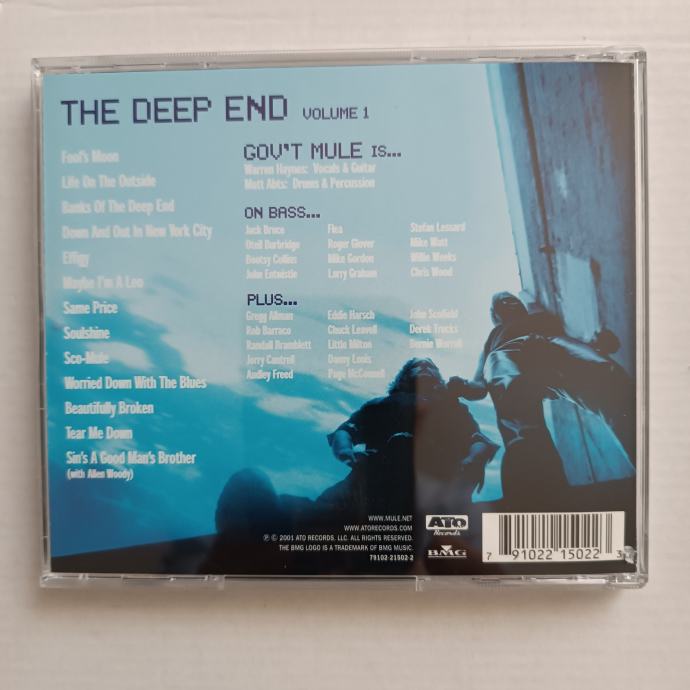 THE DEEP END VOLUME 1
Fool's Moon
Life On The Outside
Banks Of The Deep End
Down And Out In New York City
Effigy
Maybe I'm A Leo
Same Price
Soulshine
Sco-Mule
Worried Down With The Blues
Beautifully Broken
Tear Me Down
Sin's A Good Man's Brother
(with Allen Woody)
GOV'T MULE IS...
Warren Haynes: Vocals & Guitar
Matt Abts: Drums & Percussion
ON BASS...
Jack Bruce
Oteil Burbridge
Bootsy Collins
John Entwistle
Flea
Roger Glover
Mike Gordon
Larry Graham
Stefan Lessard
Mike Watt
Willie Weeks
Chris Wood
PLUS...
Gregg Allman
Rob Barraco
Randall Bramblett
Jerry Cantrell
Audley Freed
Eddie Harsch
Chuck Leavell
Little Milton
Danny Louis
Page McConnell
John Scofield
Derek Trucks
Bernie Worrell
WWW.MULE.NET
WWW.ATORECORDS.COM
℗ © 2001 ATO RECORDS, LLC. ALL RIGHTS RESERVED.
THE BMG LOGO IS A TRADEMARK OF BMG MUSIC.
79102-21502-2
ATO
Records
BMG
7 91022 15022 3